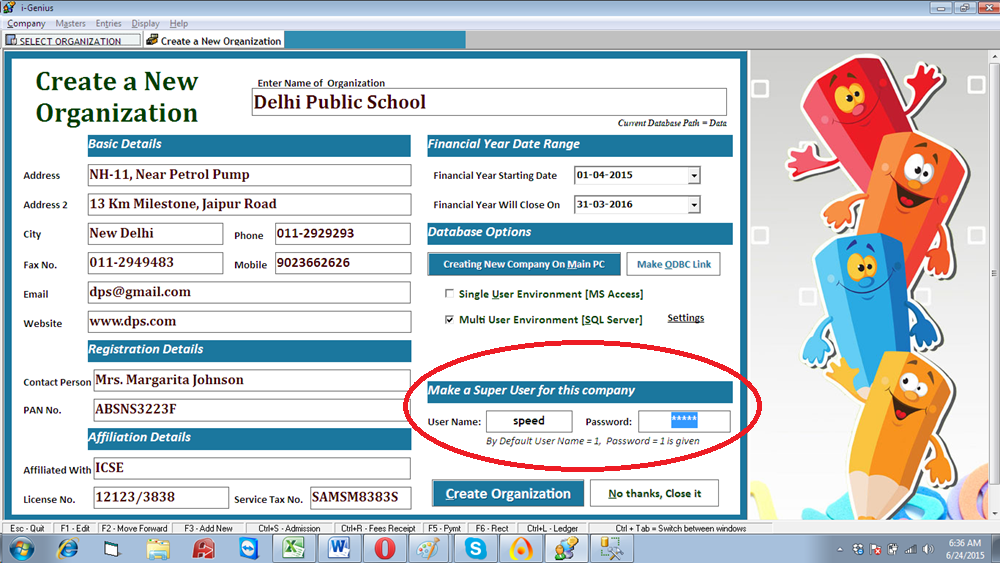 i-Genius
Company Masters Entries Display Help
SELECT ORGANIZATION Create a New Organization
Create a New
Organization
Enter Name of Organization
Delhi Public School
Current Database Path = Data
Basic Details
Address NH-11, Near Petrol Pump
Address 2 13 Km Milestone, Jaipur Road
City New Delhi Phone 011-2929293
Fax No. 011-2949483 Mobile 9023662626
Email dps@gmail.com
Website www.dps.com
Registration Details
Contact Person Mrs. Margarita Johnson
PAN No. ABSNS3223F
Affiliation Details
Affiliated With ICSE
License No. 12123/3838 Service Tax No. SAMSM8383S
Financial Year Date Range
Financial Year Starting Date 01-04-2015
Financial Year Will Close On 31-03-2016
Database Options
Creating New Company On Main PC Make QDBC Link
Single User Environment [MS Access]
Multi User Environment [SQL Server] Settings
Make a Super User for this company
User Name: speed Password: *****
By Default User Name = 1, Password = 1 is given
Create Organization No thanks, Close it
Esc - Quit F1 - Edit F2 - Move Forward F3 - Add New Ctrl+S - Admission Ctrl+R - Fees Receipt F5 - Pymt F6 - Rect Ctrl+L - Ledger Ctrl + Tab = Switch between windows
6:36 AM
6/24/2015